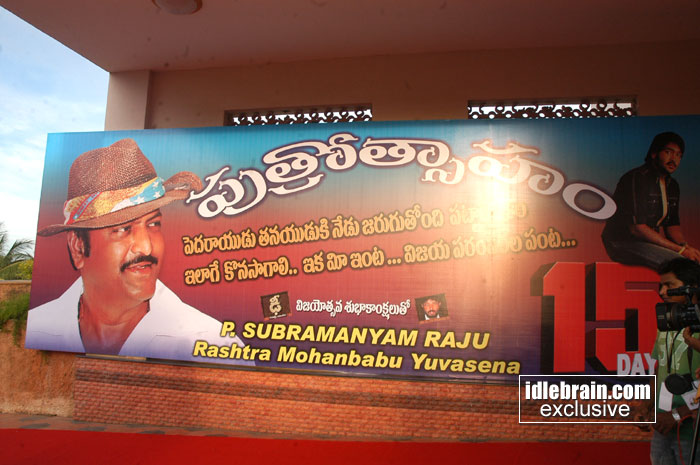 పుత్రోత్సాహం
పెదరాయుడు తనయుడుకి నేడు జరుగుతోంది
ఇలాగే కొనసాగాలి.. ఇక మీ ఇంట ... విజయ పంట...
ఢీ విజయోత్సవ శుభాకాంక్షలుతో
P. SUBRAMANYAM RAJU
Rashtra Mohanbabu Yuvasena
15
DAY
idlebrain.com
exclusive